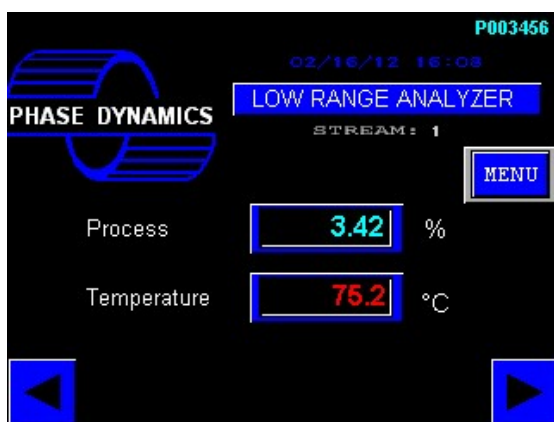 P003456
02/16/12 16:08
PHASE DYNAMICS
LOW RANGE ANALYZER
STREAM: 1
MENU
Process 3.42 %
Temperature 75.2 °C